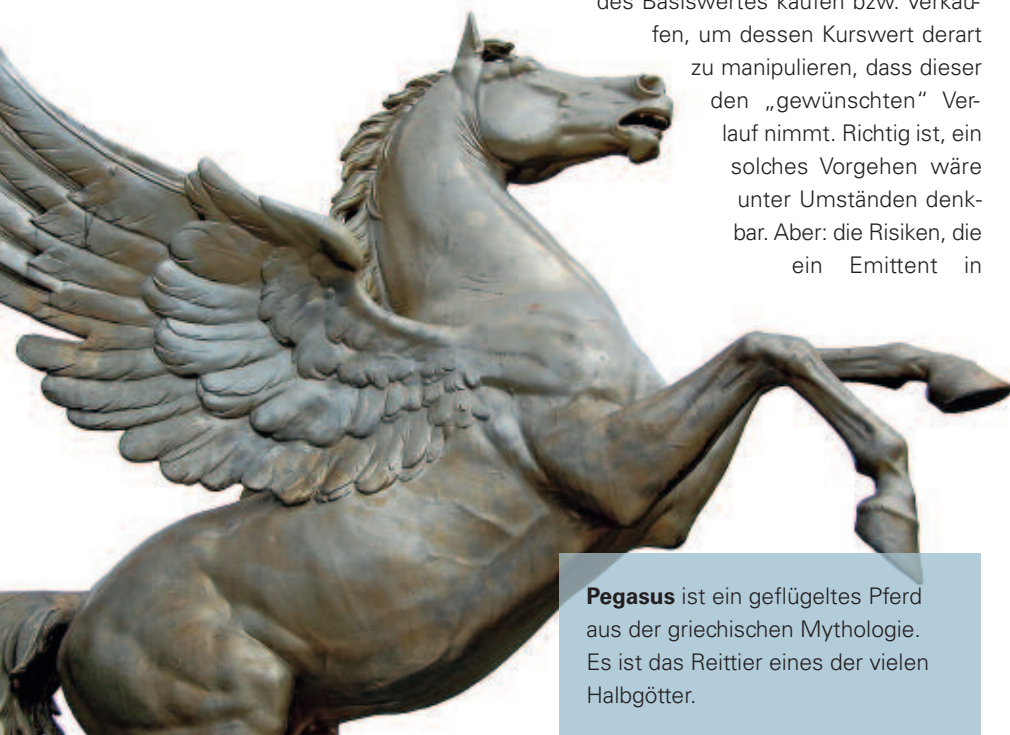 des Basiswertes kaufen bzw. verkau-
fen, um dessen Kurswert derart
zu manipulieren, dass dieser
den „gewünschten" Ver-
lauf nimmt. Richtig ist, ein
solches Vorgehen wäre
unter Umständen denk-
bar. Aber: die Risiken, die
ein Emittent in
Pegasus ist ein geflügeltes Pferd
aus der griechischen Mythologie.
Es ist das Reittier eines der vielen
Halbgötter.